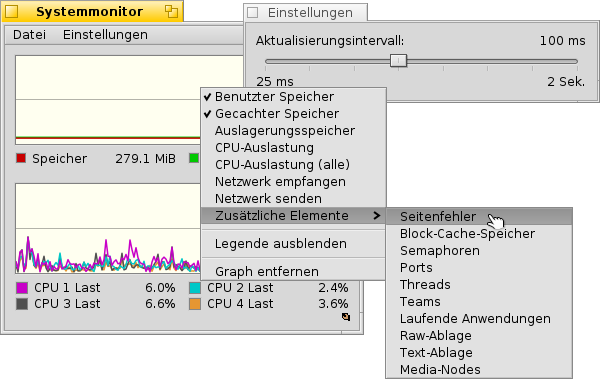 Systemmonitor
Einstellungen
Datei Einstellungen
Aktualisierungsintervall: 100 ms
25 ms 2 Sek.
Speicher 279.1 MiB
✔ Benutzter Speicher
✔ Gecachter Speicher
Auslagerungsspeicher
CPU-Auslastung
CPU-Auslastung (alle)
Netzwerk empfangen
Netzwerk senden
Zusätzliche Elemente
Legende ausblenden
Graph entfernen
Seitenfehler
Block-Cache-Speicher
Semaphoren
Ports
Threads
Teams
Laufende Anwendungen
Raw-Ablage
Text-Ablage
Media-Nodes
CPU 1 Last 6.0% CPU 2 Last 2.4%
CPU 3 Last 6.6% CPU 4 Last 3.6%